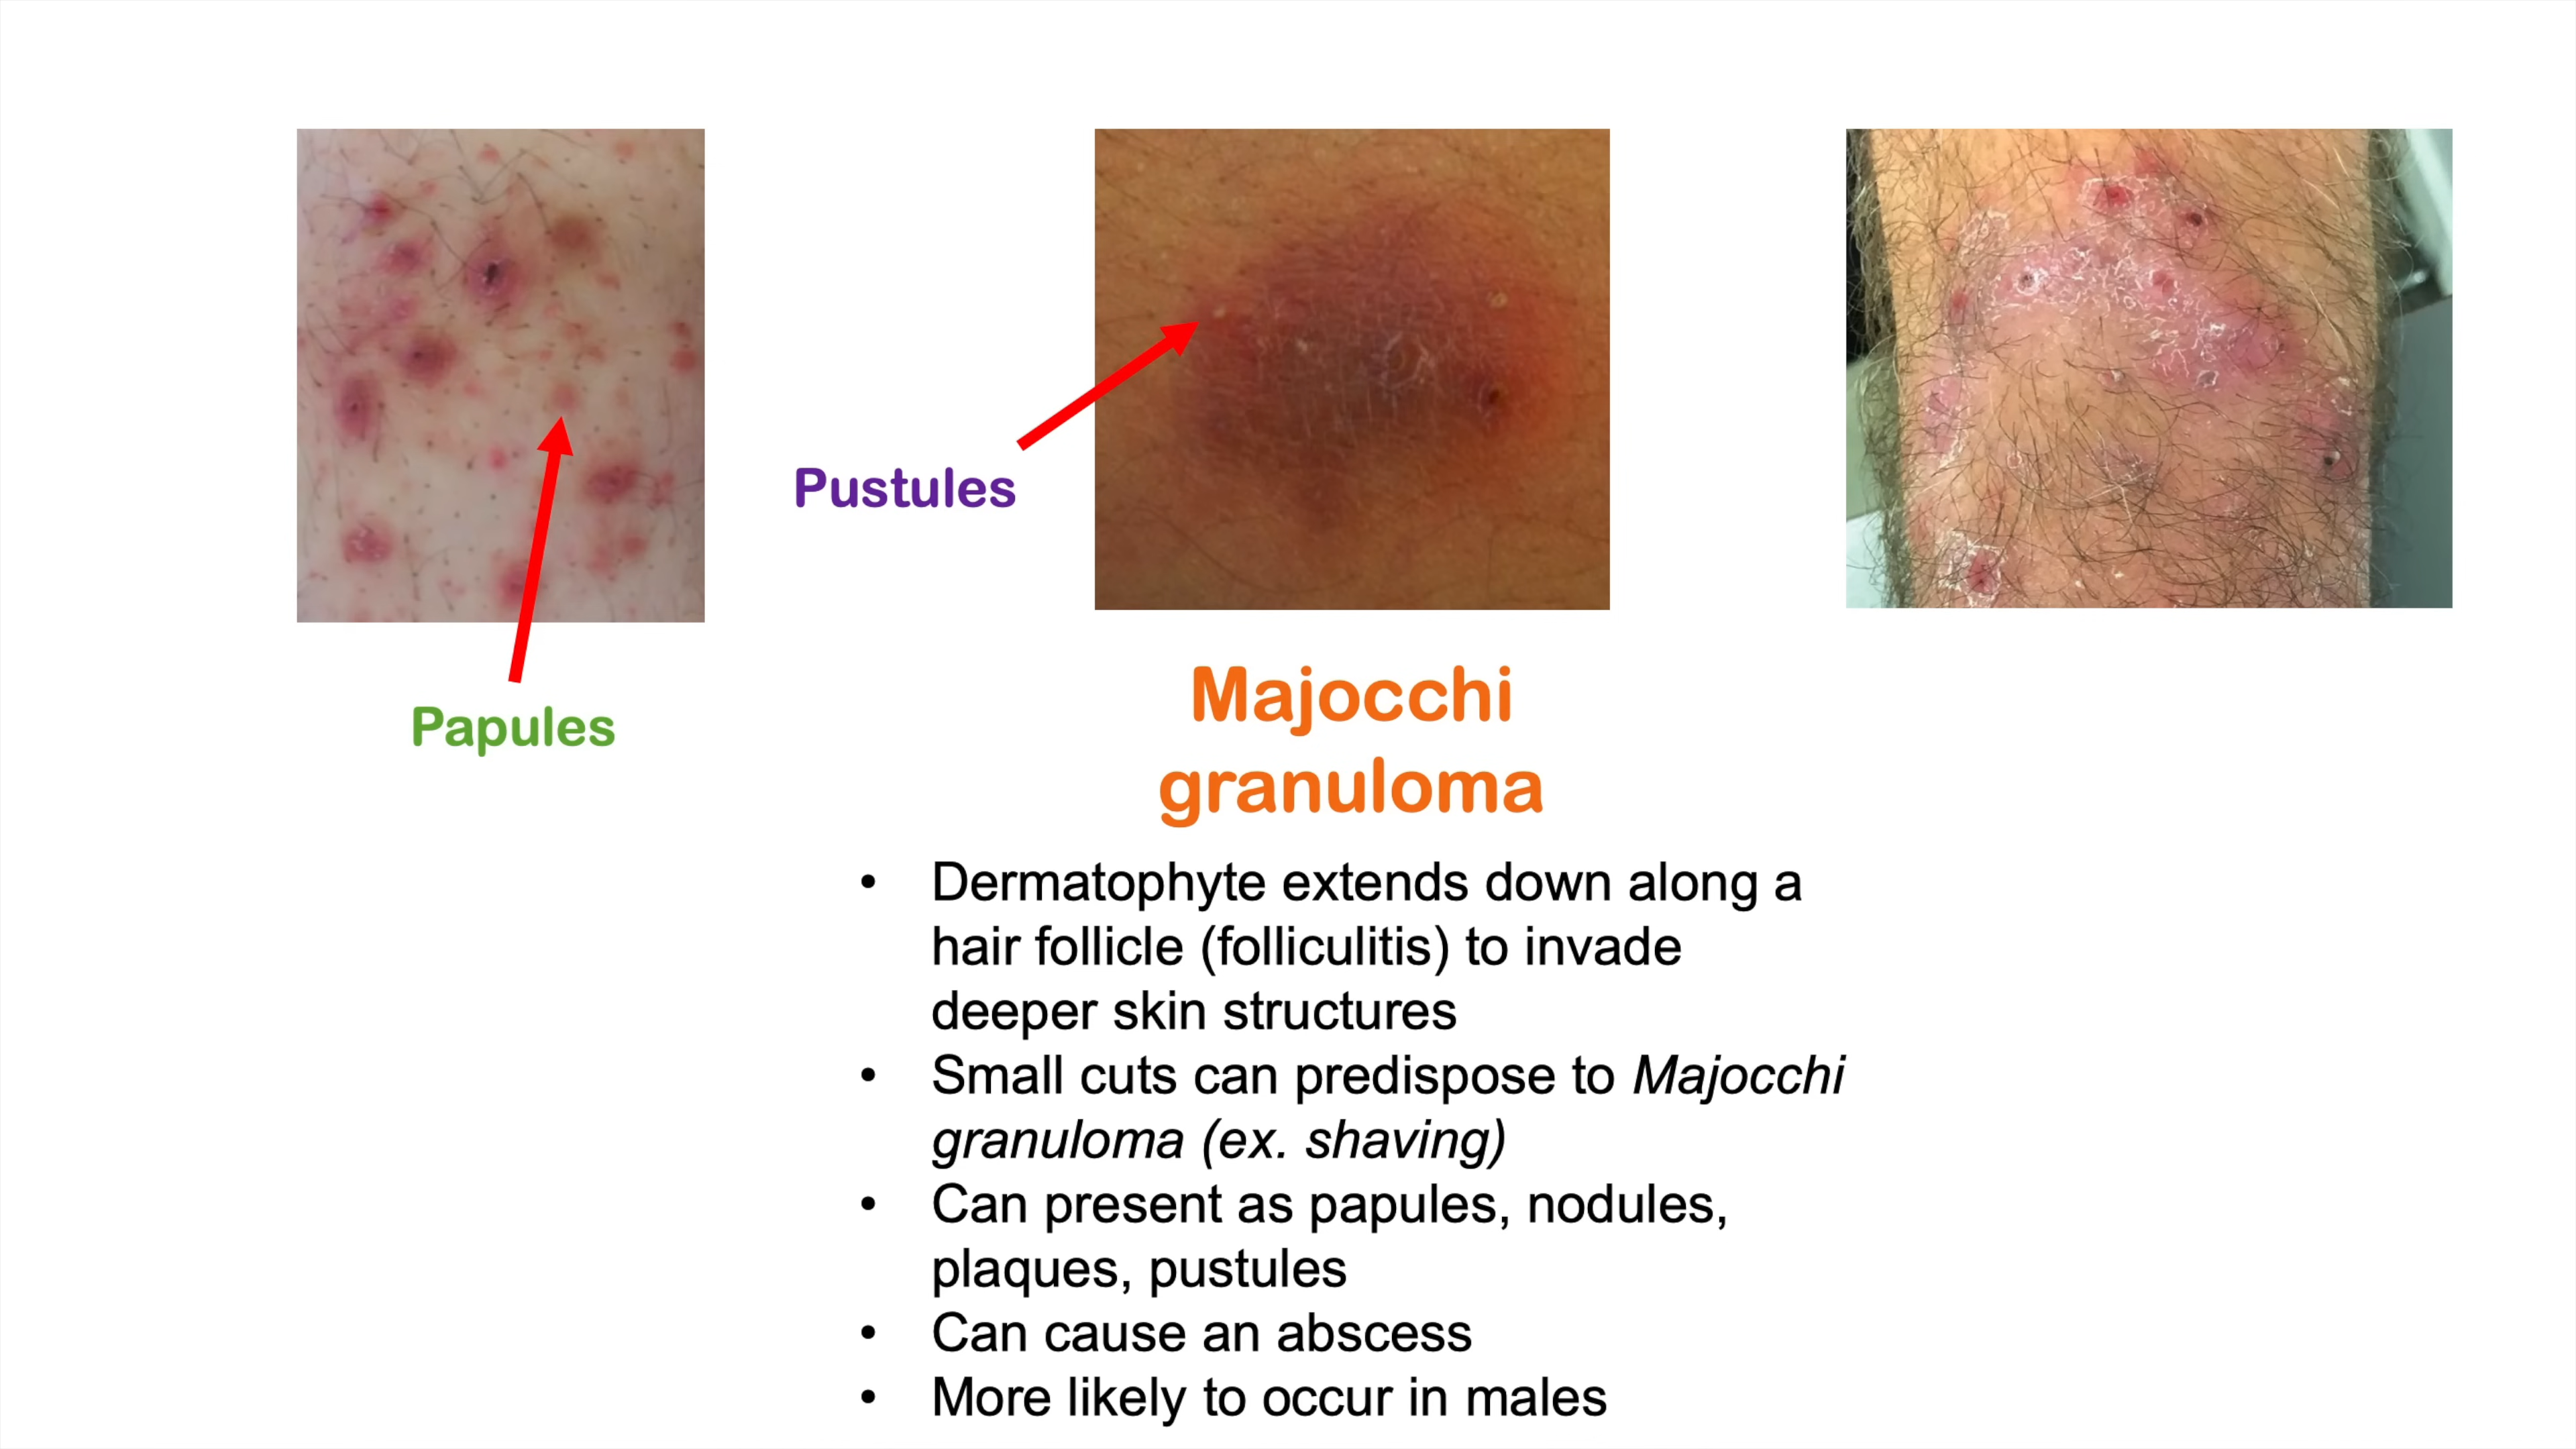 Pustules
Papules
Majocchi
granuloma
• Dermatophyte extends down along a
hair follicle (folliculitis) to invade
deeper skin structures
• Small cuts can predispose to Majocchi
granuloma (ex. shaving)
• Can present as papules, nodules,
plaques, pustules
• Can cause an abscess
• More likely to occur in males